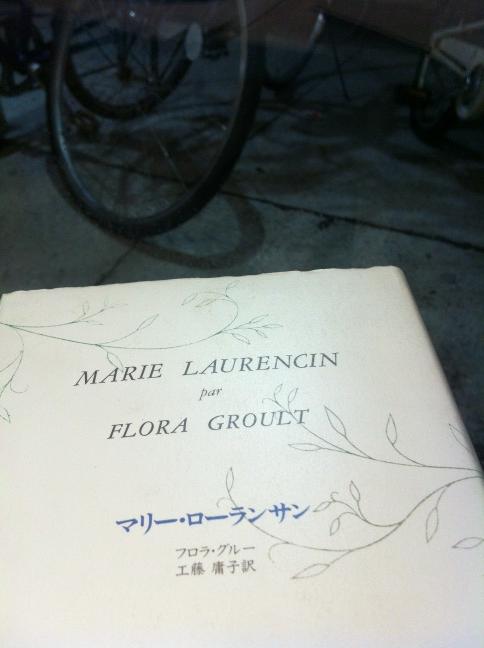 MARIE LAURENCIN
par
FLORA GROULT
マリー・ローランサン
フロラ・グルー
工藤 庸子訳